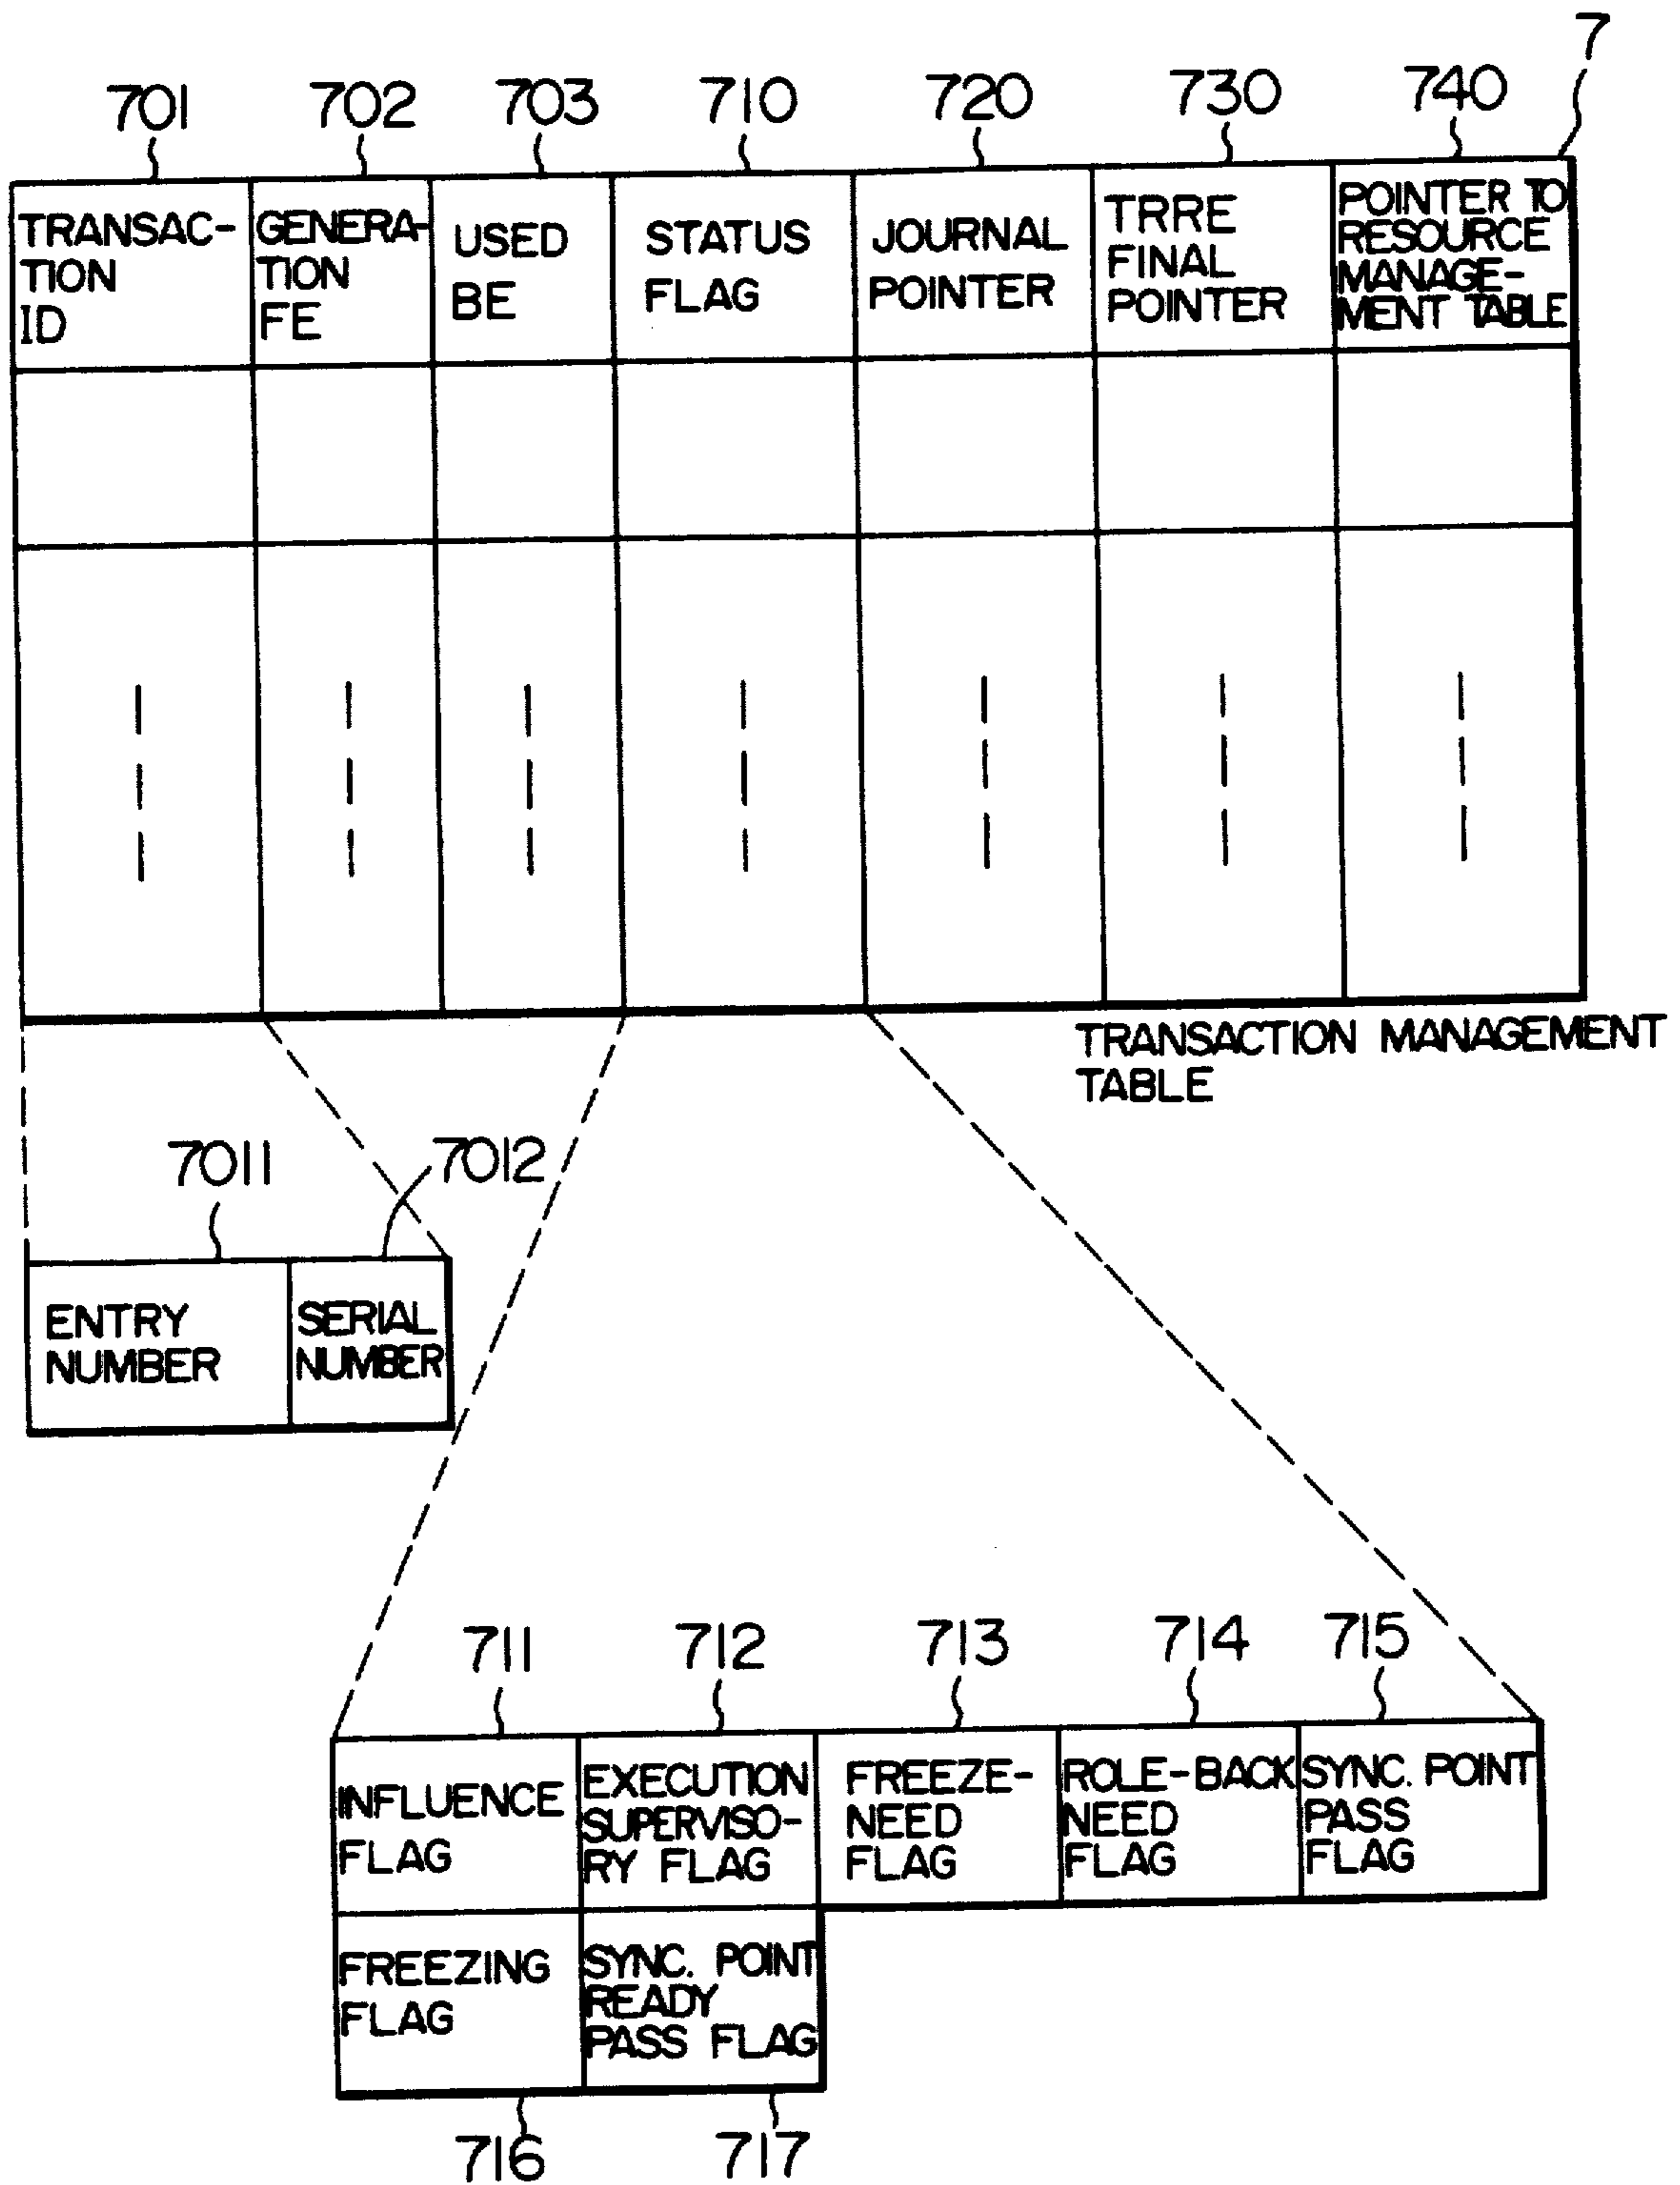 7
701 702 703 710 720 730 740
TRANSAC-
TION
ID
GENERA-
TION
FE
USED
BE
STATUS
FLAG
JOURNAL
POINTER
TRRE
FINAL
POINTER
POINTER TO
RESOURCE
MANAGE-
MENT TABLE
TRANSACTION MANAGEMENT
TABLE
7011 7012
ENTRY
NUMBER
SERIAL
NUMBER
711 712 713 714 715
INFLUENCE
FLAG
EXECUTION
SUPERVISO-
RY FLAG
FREEZE-
NEED
FLAG
ROLE-BACK
NEED
FLAG
SYNC. POINT
PASS
FLAG
FREEZING
FLAG
SYNC. POINT
READY
PASS FLAG
716 717